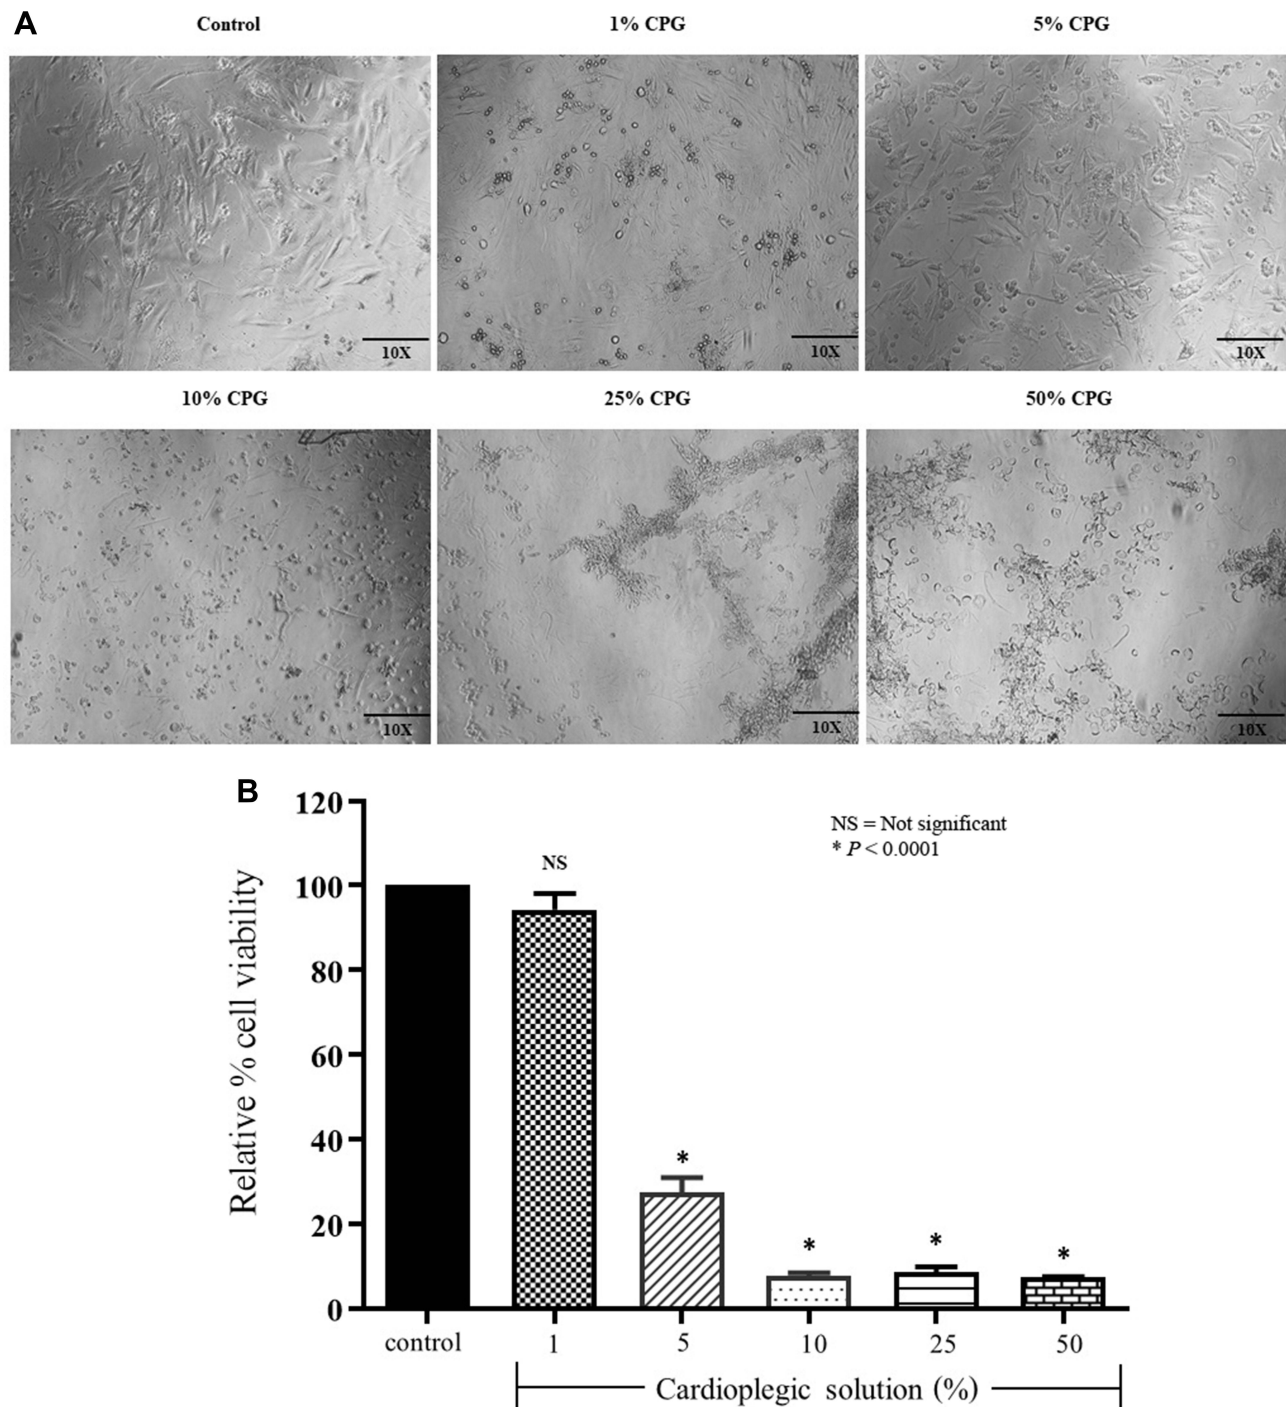 A
Control
1% CPG
5% CPG
10X
10X
10X
10% CPG
25% CPG
50% CPG
10X
10X
10X
B
NS = Not significant
* P < 0.0001
Relative % cell viability
120
100
80
60
40
20
0
NS
*
*
*
*
control
1
5
10
25
50
Cardioplegic solution (%)